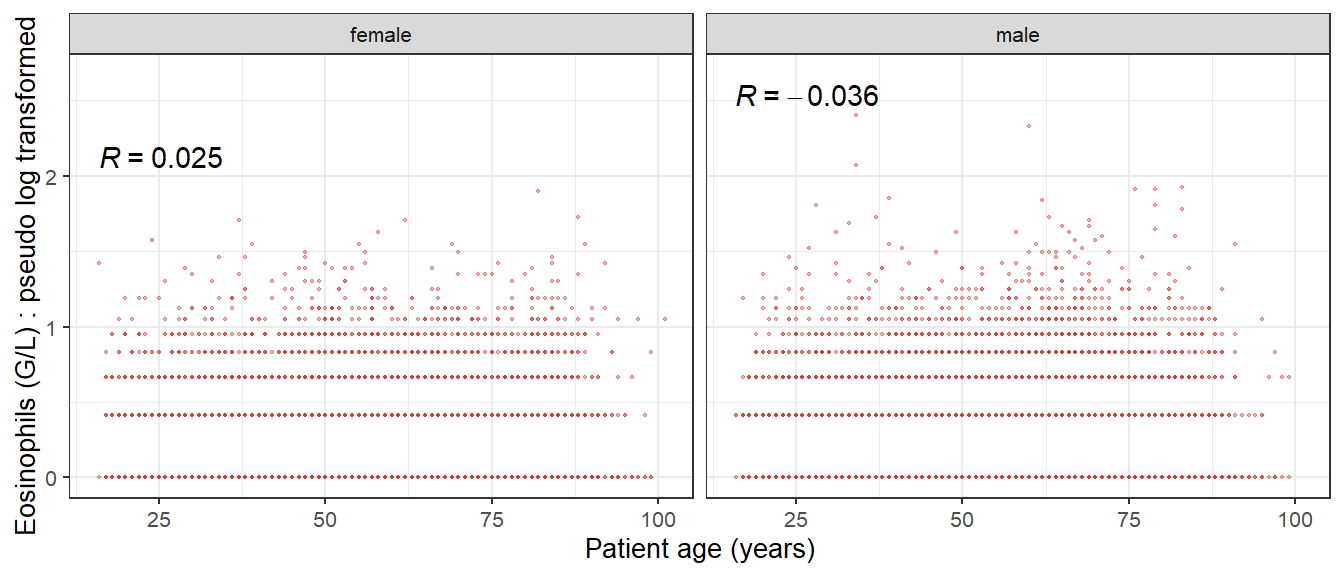 female
male
Eosinophils (G/L) : pseudo log transformed
R = 0.025
R = −0.036
2
1
0
25
50
75
100
25
50
75
100
Patient age (years)